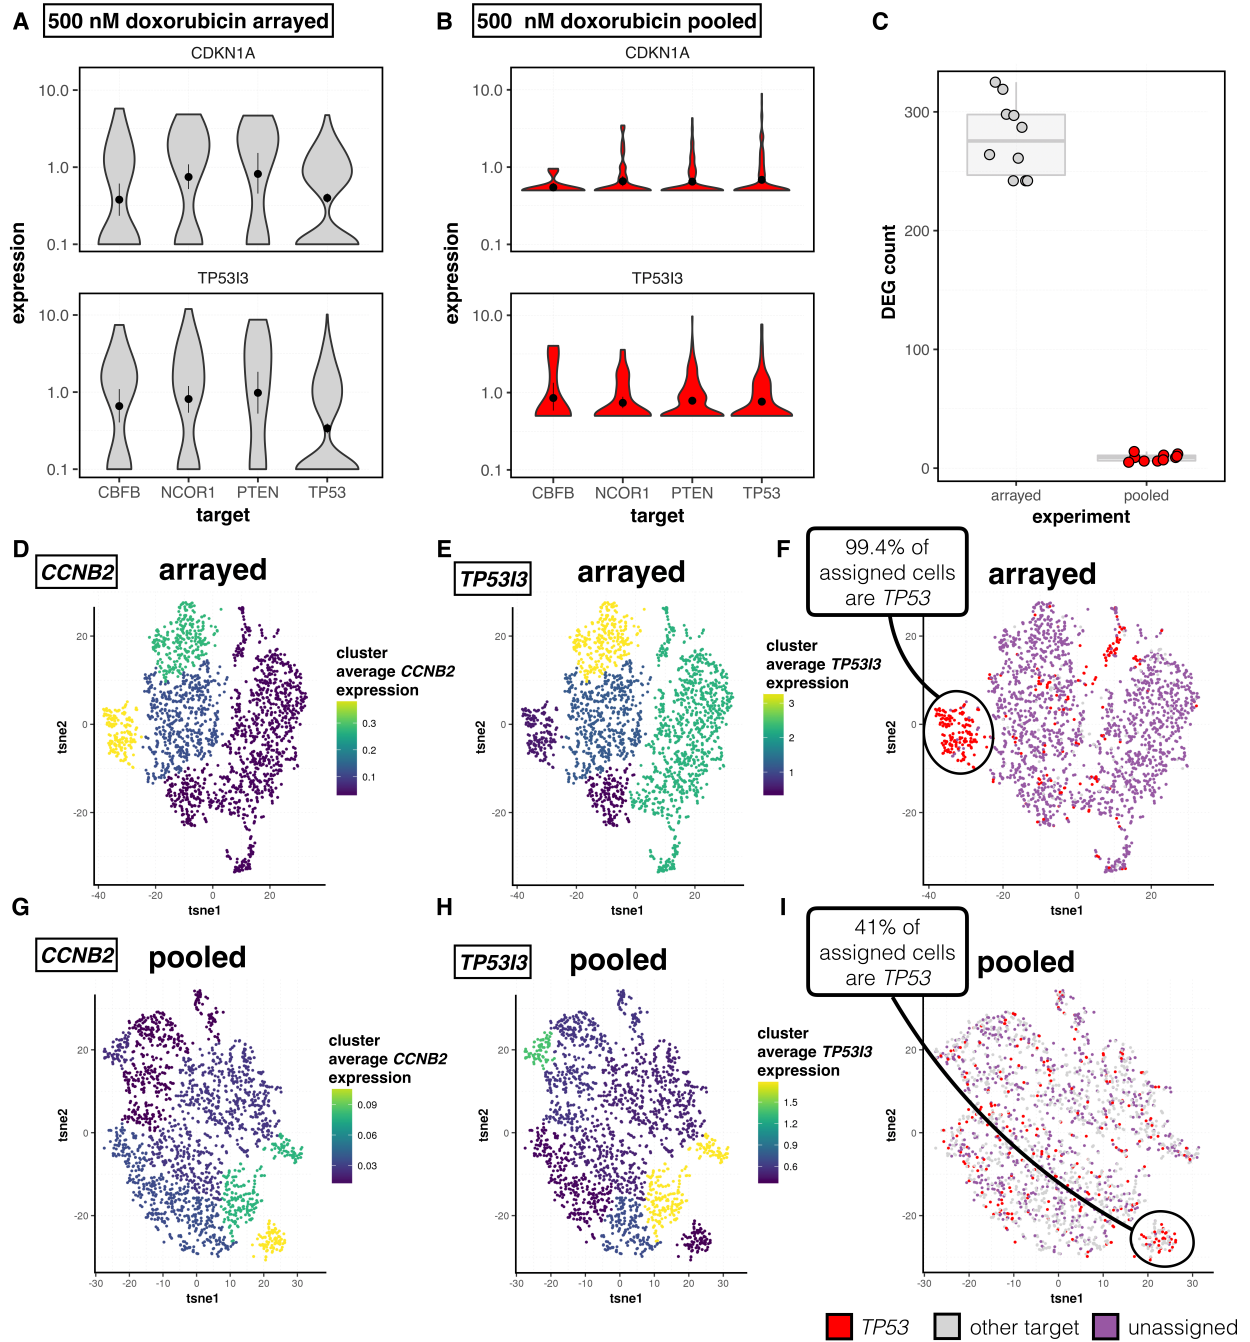 A
500 nM doxorubicin arrayed
CDKN1A
10.0
1.0
0.1
TP53I3
10.0
1.0
0.1
expression
CBFB
NCOR1
PTEN
TP53
target
B
500 nM doxorubicin pooled
CDKN1A
10.0
1.0
0.1
TP53I3
10.0
1.0
0.1
expression
CBFB
NCOR1
PTEN
TP53
target
C
300
200
100
0
DEG count
arrayed
pooled
experiment
D
CCNB2
arrayed
20
0
-20
tsne2
-40
-20
0
20
tsne1
cluster
average CCNB2
expression
0.3
0.2
0.1
E
TP53I3
arrayed
20
0
-20
tsne2
-40
-20
0
20
tsne1
cluster
average TP53I3
expression
3
2
1
F
99.4% of
assigned cells
are TP53
arrayed
20
0
-20
tsne2
-40
-20
0
20
tsne1
G
CCNB2
pooled
20
0
-20
tsne2
-30
-20
-10
0
10
20
30
tsne1
cluster
average CCNB2
expression
0.09
0.06
0.03
H
TP53I3
pooled
20
0
-20
tsne2
-30
-20
-10
0
10
20
30
tsne1
cluster
average TP53I3
expression
1.5
1.2
0.9
0.6
I
41% of
assigned cells
are TP53
pooled
20
0
-20
tsne2
-30
-20
-10
0
10
20
30
tsne1
TP53
other target
unassigned